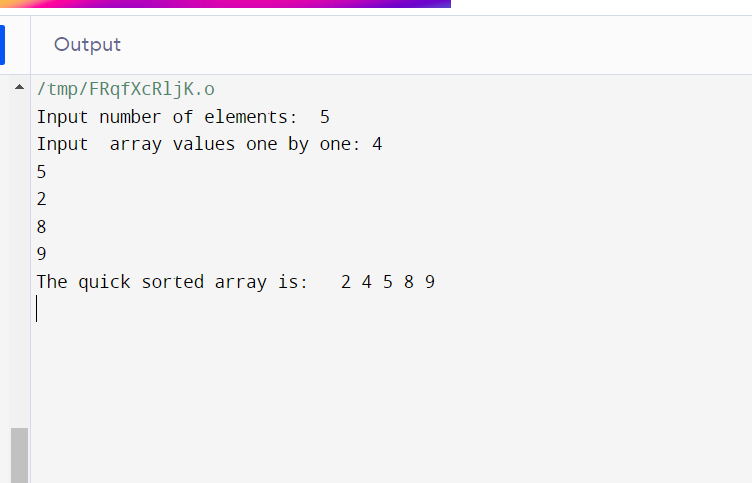 Output
/tmp/FRqfXcRljK.o
Input number of elements:  5
Input  array values one by one: 4
5
2
8
9
The quick sorted array is:   2 4 5 8 9